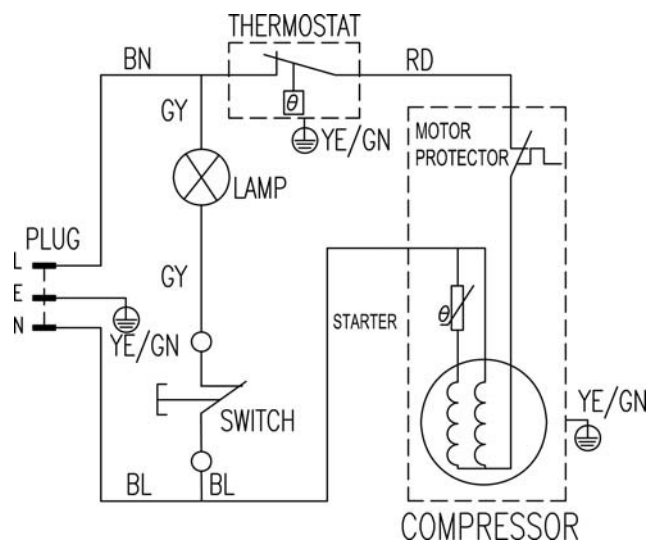 THERMOSTAT
BN
RD
GY
θ
YE/GN
MOTOR
PROTECTOR
LAMP
PLUG
L
GY
E
N
STARTER
θ
YE/GN
SWITCH
YE/GN
BL
BL
COMPRESSOR